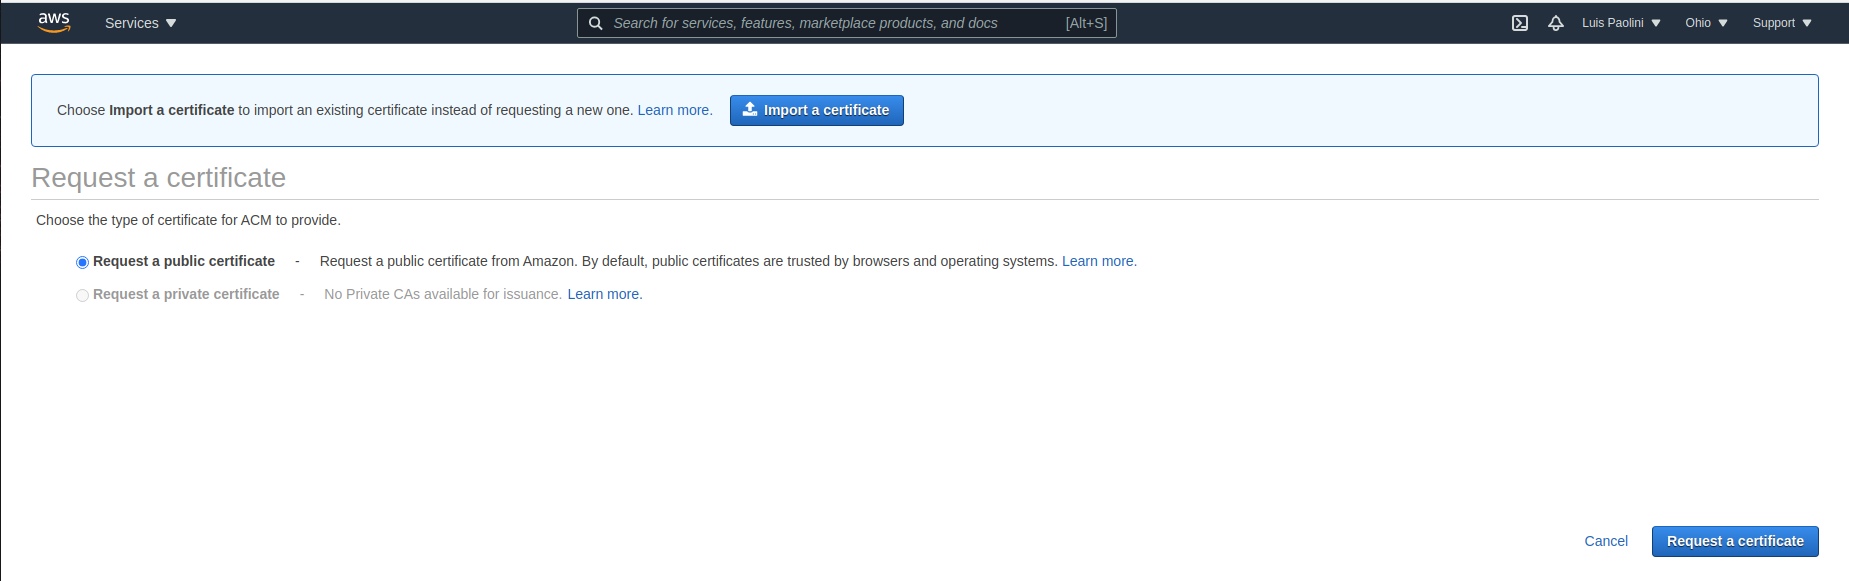 aws Services Search for services, features, marketplace products, and docs [Alt+S] Luis Paolini Ohio Support
Choose Import a certificate to import an existing certificate instead of requesting a new one. Learn more. Import a certificate
Request a certificate
Choose the type of certificate for ACM to provide.
Request a public certificate - Request a public certificate from Amazon. By default, public certificates are trusted by browsers and operating systems. Learn more.
Request a private certificate - No Private CAs available for issuance. Learn more.
Cancel Request a certificate